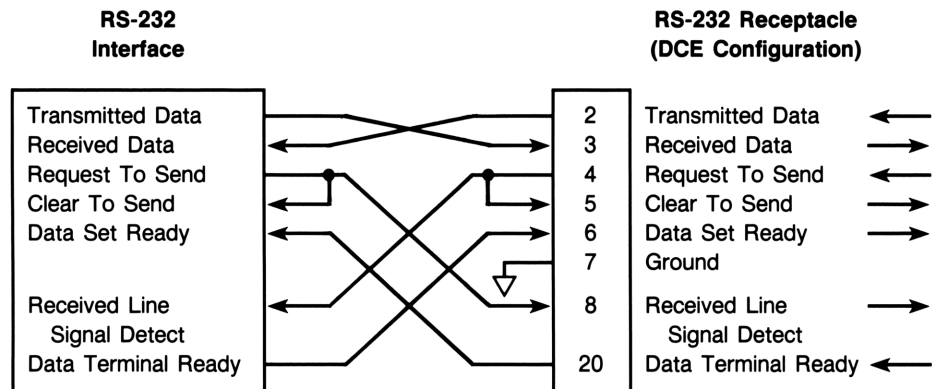 RS-232
Interface
RS-232 Receptacle
(DCE Configuration)
Transmitted Data
Received Data
Request To Send
Clear To Send
Data Set Ready
Received Line
Signal Detect
Data Terminal Ready
2 Transmitted Data
3 Received Data
4 Request To Send
5 Clear To Send
6 Data Set Ready
7 Ground
8 Received Line
Signal Detect
20 Data Terminal Ready